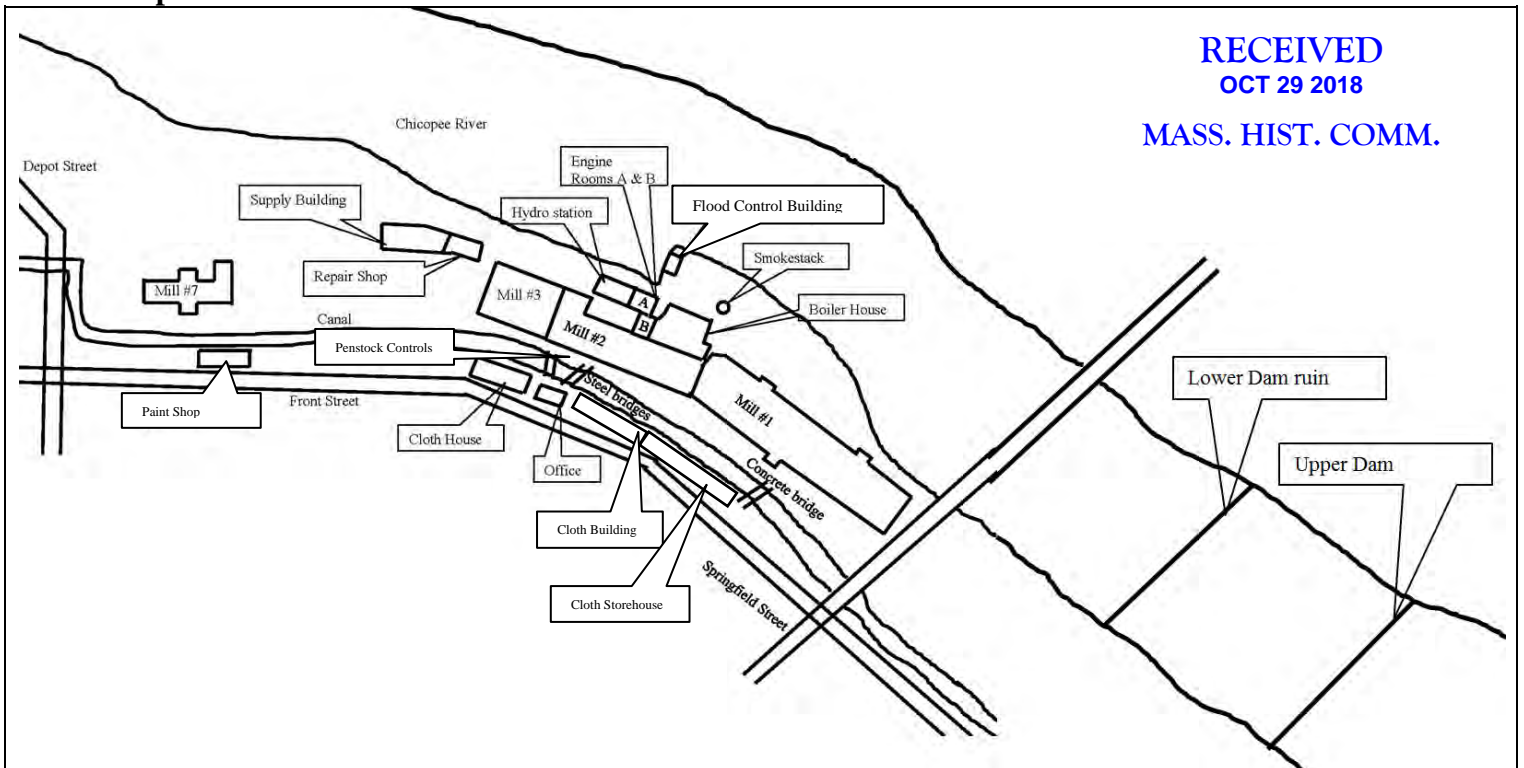 RECEIVED
OCT 29 2018
MASS. HIST. COMM.
Chicopee River
Depot Street
Engine
Rooms A & B
Supply Building
Hydro station
Flood Control Building
Smokestack
Repair Shop
Mill #7
Mill #3
A
B
Boiler House
Canal
Mill #2
Penstock Controls
Steel bridges
Mill #1
Lower Dam ruin
Upper Dam
Paint Shop
Front Street
Cloth House
Office
Concrete bridge
Cloth Building
Cloth Storehouse
Springfield Street